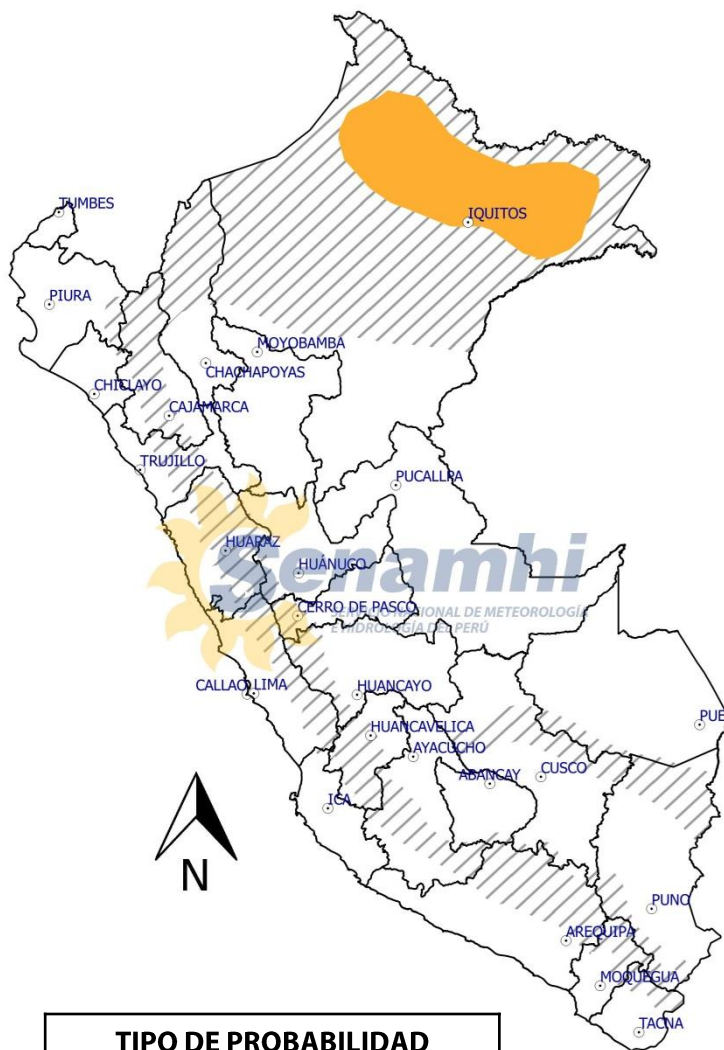 IQUITOS
TUMBES
PIURA
MOYOBAMBA
CHACHAPOYAS
CHICLAYO
CAJAMARCA
TRUJILLO
PUCALLPA
HUARAZ
Senamhi
HUÁNUCO
CERRO DE PASCO
SERVICIO NACIONAL DE METEOROLOGÍA
E HIDROLOGÍA DEL PERÚ
CALLAO
LIMA
HUANCAYO
PUE
HUANCAVELICA
AYACUCHO
ABANCAY
CUSCO
ICA
N
PUNO
AREQUIPA
MOQUEGUA
TACNA
TIPO DE PROBABILIDAD